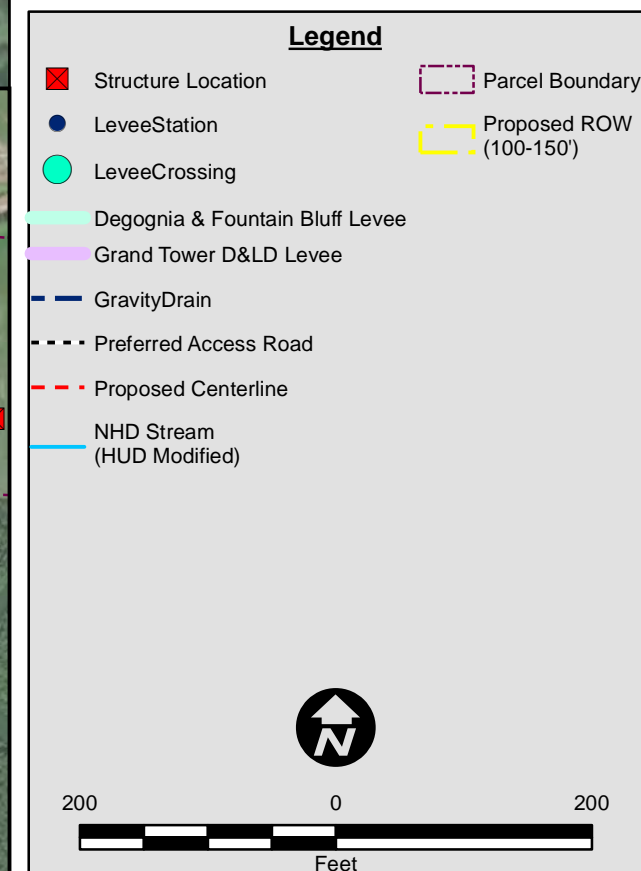 Legend
Structure Location
LeveeStation
LeveeCrossing
Degognia & Fountain Bluff Levee
Grand Tower D&LD Levee
GravityDrain
Preferred Access Road
Proposed Centerline
NHD Stream
(HUD Modified)
Parcel Boundary
Proposed ROW
(100-150')
N
200 0 200
Feet